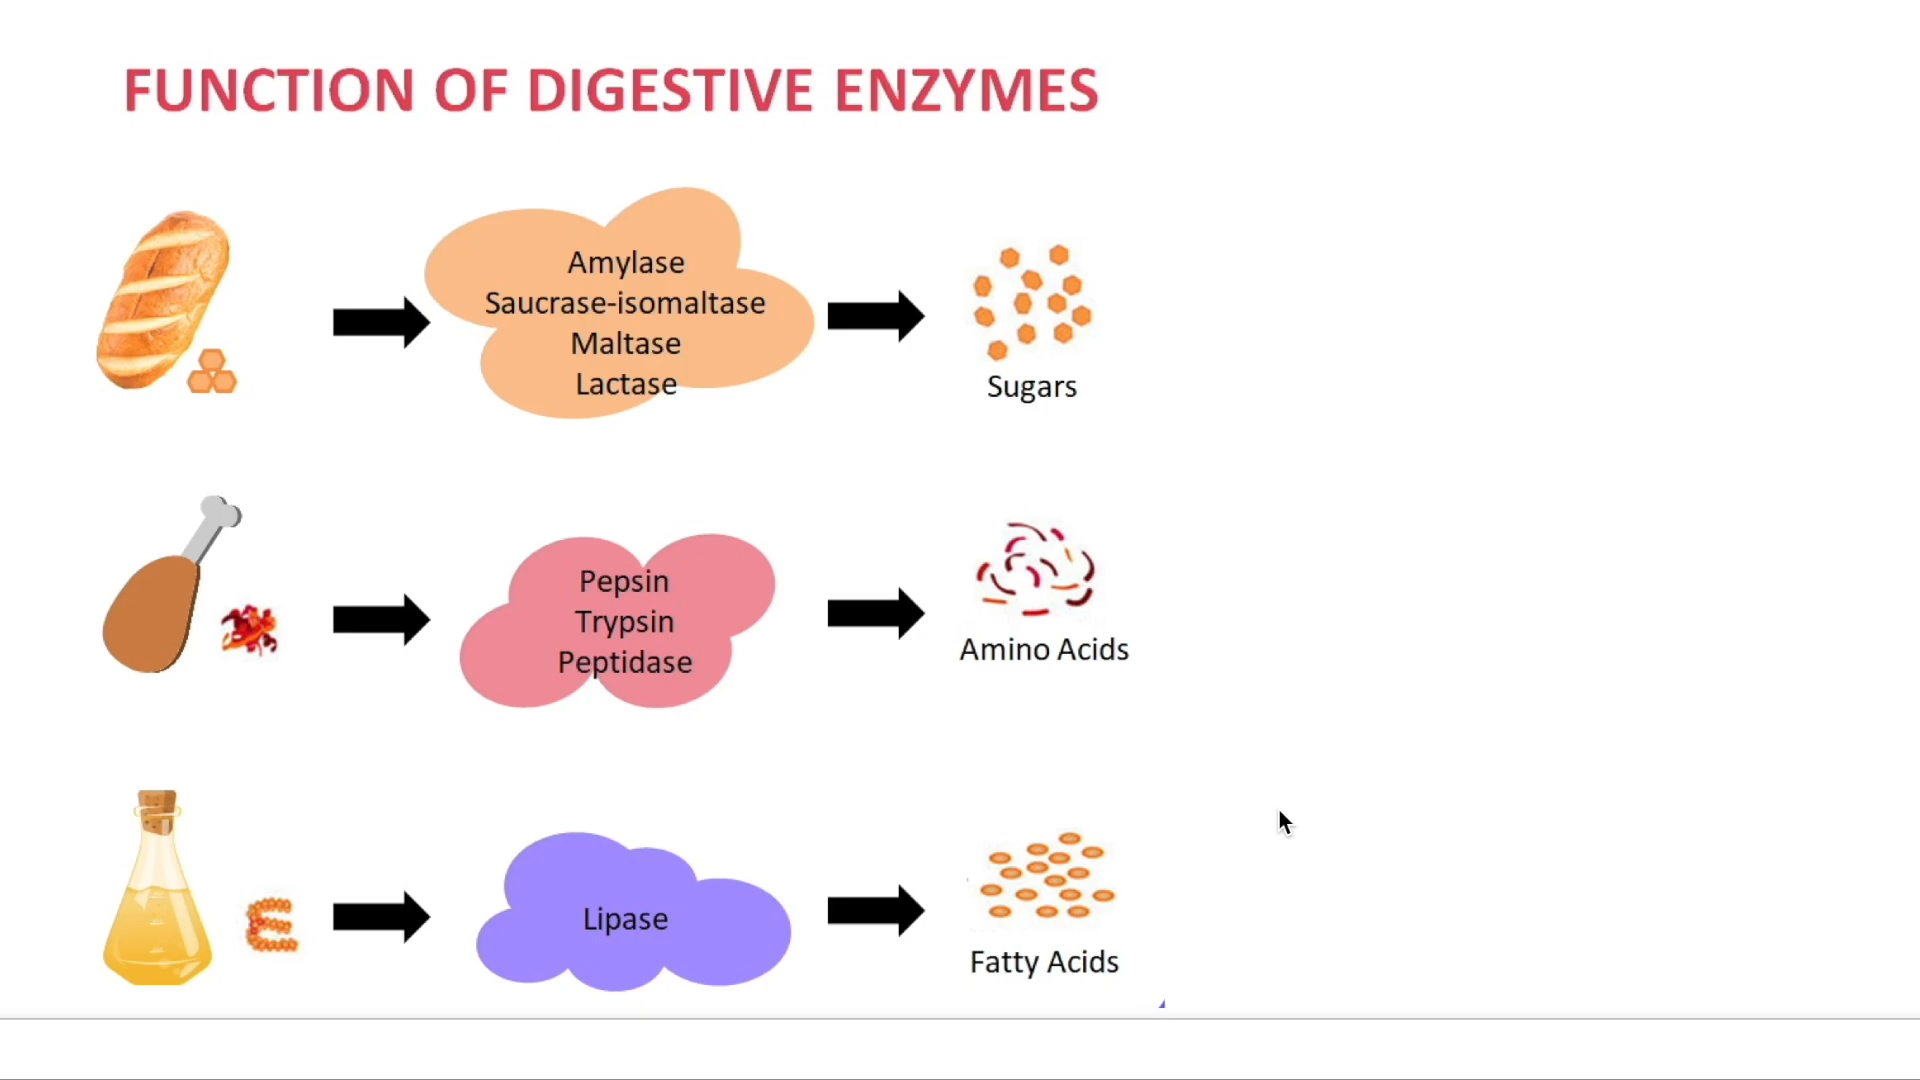 FUNCTION OF DIGESTIVE ENZYMES
Amylase
Saucrase-isomaltase
Maltase
Lactase
Sugars
Pepsin
Trypsin
Peptidase
Amino Acids
Lipase
Fatty Acids